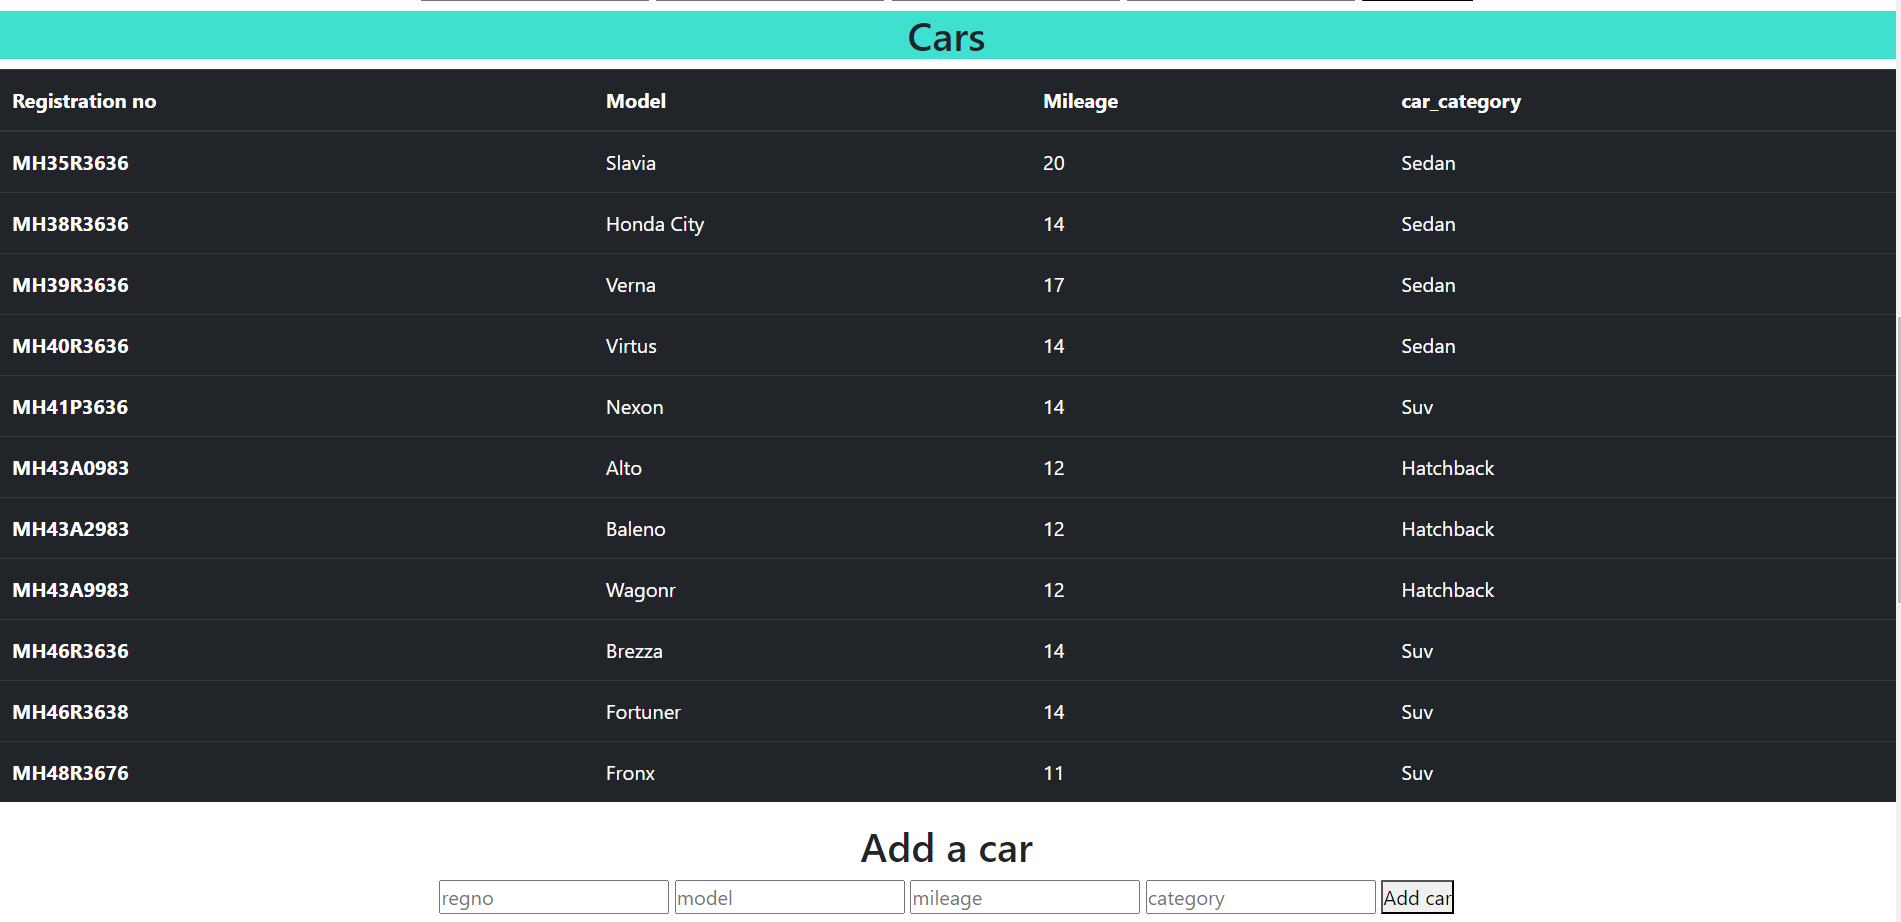 Cars
Registration no Model Mileage car_category
MH35R3636 Slavia 20 Sedan
MH38R3636 Honda City 14 Sedan
MH39R3636 Verna 17 Sedan
MH40R3636 Virtus 14 Sedan
MH41P3636 Nexon 14 Suv
MH43A0983 Alto 12 Hatchback
MH43A2983 Baleno 12 Hatchback
MH43A9983 Wagonr 12 Hatchback
MH46R3636 Brezza 14 Suv
MH46R3638 Fortuner 14 Suv
MH48R3676 Fronx 11 Suv
Add a car
regno model mileage category Add car